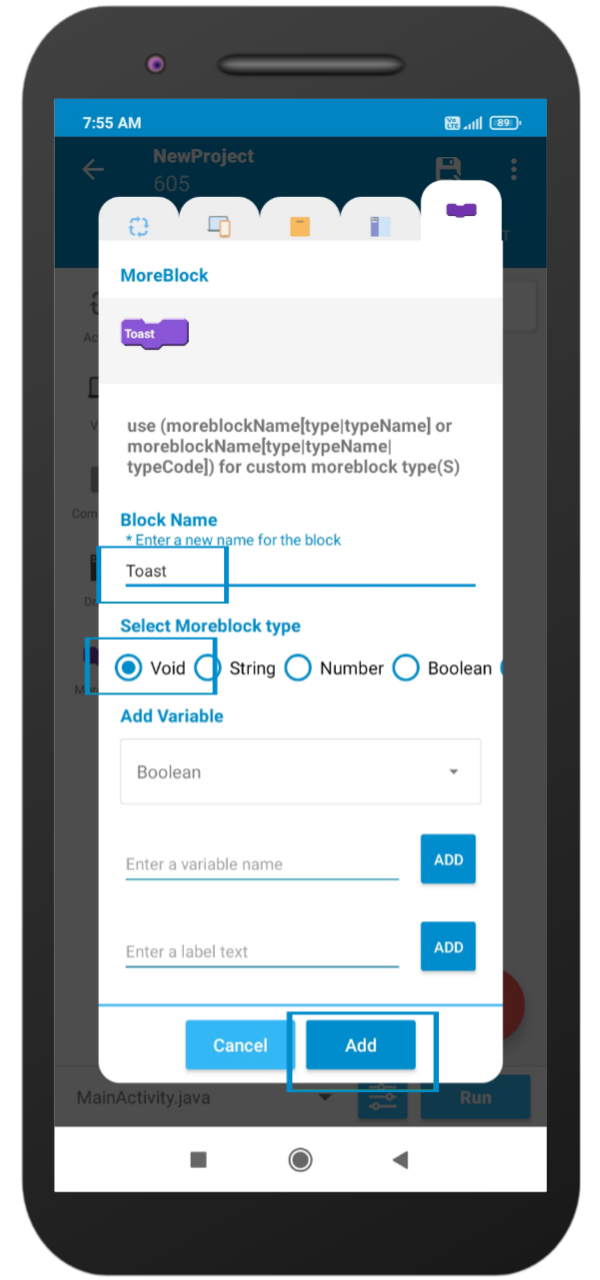 7:55 AM
Vo LTE 89
NewProject
605
MoreBlock
Toast
use (moreblockName[type|typeName] or
moreblockName[type|typeName|
typeCode]) for custom moreblock type(S)
Block Name
* Enter a new name for the block
Toast
Select Moreblock type
Void String Number Boolean
Add Variable
Boolean
Enter a variable name ADD
Enter a label text ADD
Cancel Add
MainActivity.java Run